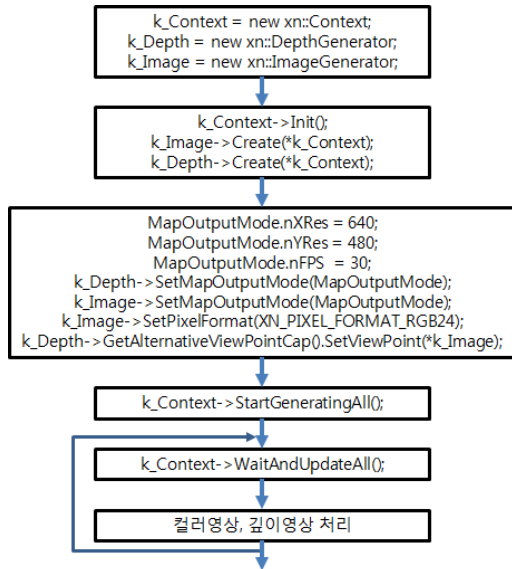 k_Context = new xn::Context;
k_Depth = new xn::DepthGenerator;
k_Image = new xn::ImageGenerator;
k_Context->Init();
k_Image->Create(*k_Context);
k_Depth->Create(*k_Context);
MapOutputMode.nXRes = 640;
MapOutputMode.nYRes = 480;
MapOutputMode.nFPS = 30;
k_Depth->SetMapOutputMode(MapOutputMode);
k_Image->SetMapOutputMode(MapOutputMode);
k_Image->SetPixelFormat(XN_PIXEL_FORMAT_RGB24);
k_Depth->GetAlternativeViewPointCap().SetViewPoint(*k_Image);
k_Context->StartGeneratingAll();
k_Context->WaitAndUpdateAll();
컬러영상, 깊이영상 처리